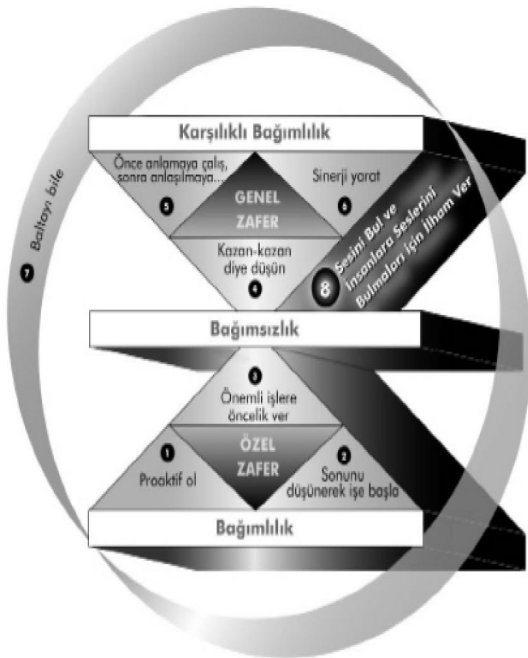 Karşılıklı Bağımlılık
Önce anlamaya çalış,
sonra anlaşılmaya...
5
Sinerji yarat
6
GENEL
ZAFER
Kazan-kazan
diye düşün
4
7 Baltayı bile
8
Sesini Bul ve
İnsanlara Seslerini
Bulmaları için İlham Ver
Bağımsızlık
3
Önemli işlere
öncelik ver
1
Proaktif ol
ÖZEL
ZAFER
2
Sonunu
düşünerek işe başla
Bağımlılık